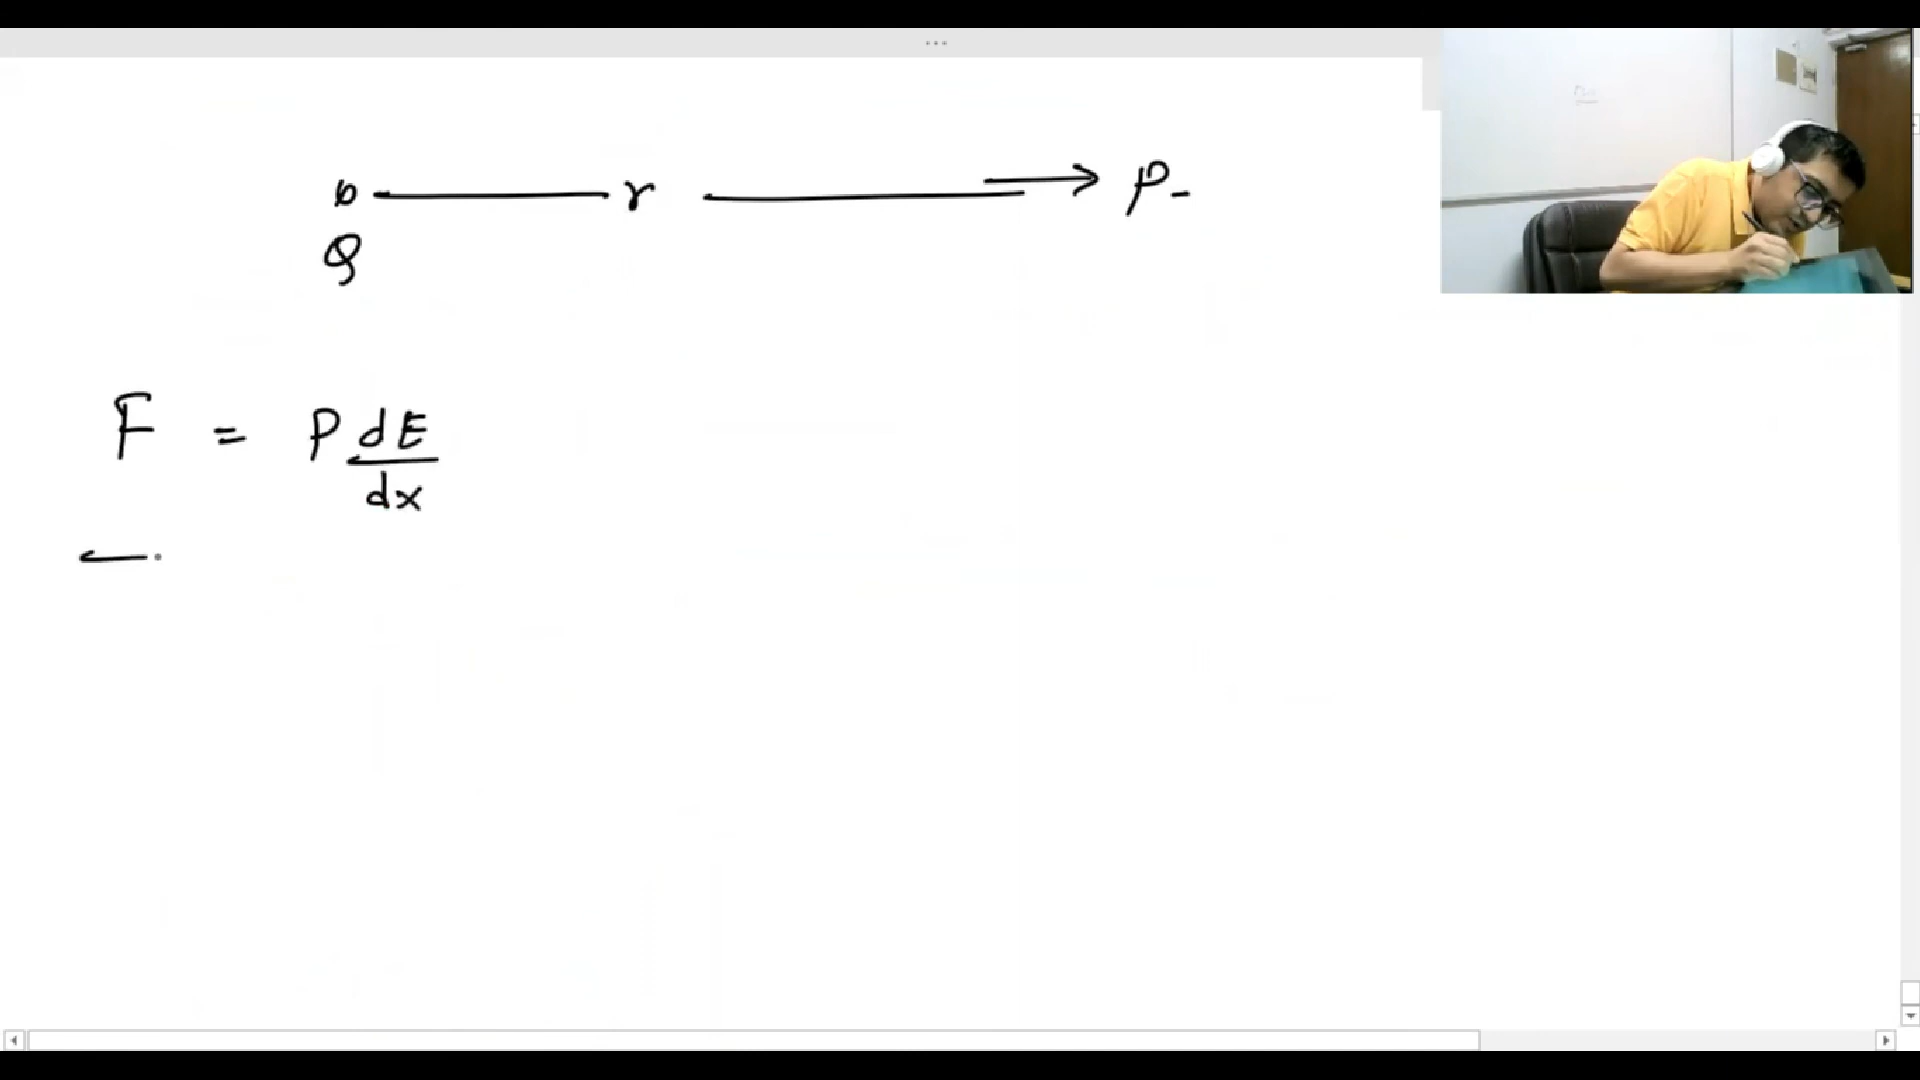 r P
Q
F = P dE
dx